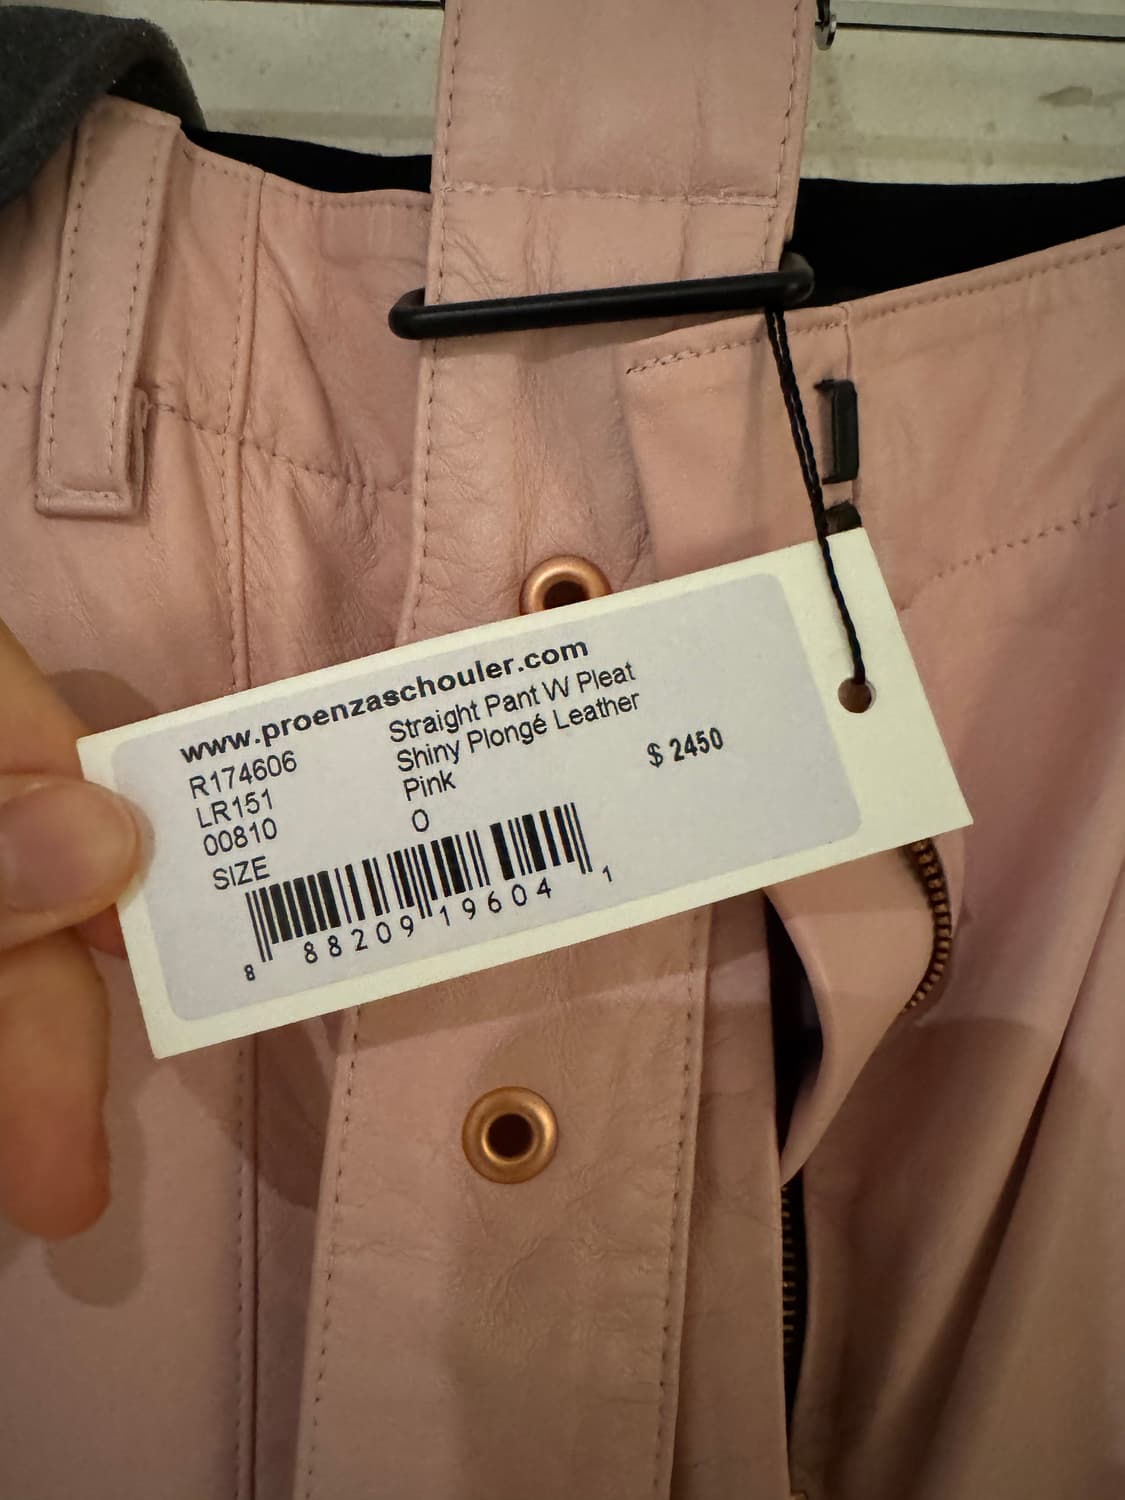 www.proenzaschouler.com
R174606 Straight Pant W Pleat
LR151 Shiny Plongé Leather
00810 Pink
SIZE 0
$ 2450
8 88209 19604 1